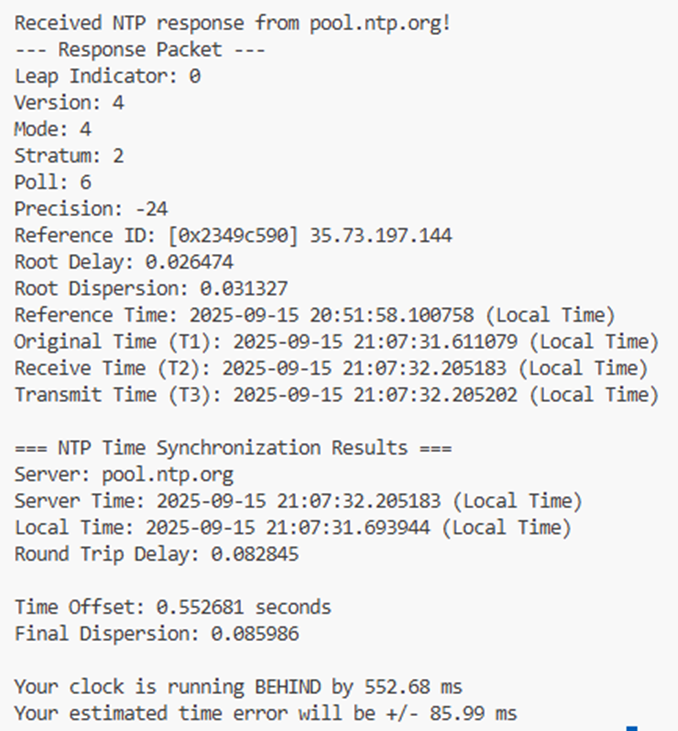 Received NTP response from pool.ntp.org!
--- Response Packet ---
Leap Indicator: 0
Version: 4
Mode: 4
Stratum: 2
Poll: 6
Precision: -24
Reference ID: [0x2349c590] 35.73.197.144
Root Delay: 0.026474
Root Dispersion: 0.031327
Reference Time: 2025-09-15 20:51:58.100758 (Local Time)
Original Time (T1): 2025-09-15 21:07:31.611079 (Local Time)
Receive Time (T2): 2025-09-15 21:07:32.205183 (Local Time)
Transmit Time (T3): 2025-09-15 21:07:32.205202 (Local Time)
=== NTP Time Synchronization Results ===
Server: pool.ntp.org
Server Time: 2025-09-15 21:07:32.205183 (Local Time)
Local Time: 2025-09-15 21:07:31.693944 (Local Time)
Round Trip Delay: 0.082845
Time Offset: 0.552681 seconds
Final Dispersion: 0.085986
Your clock is running BEHIND by 552.68 ms
Your estimated time error will be +/- 85.99 ms